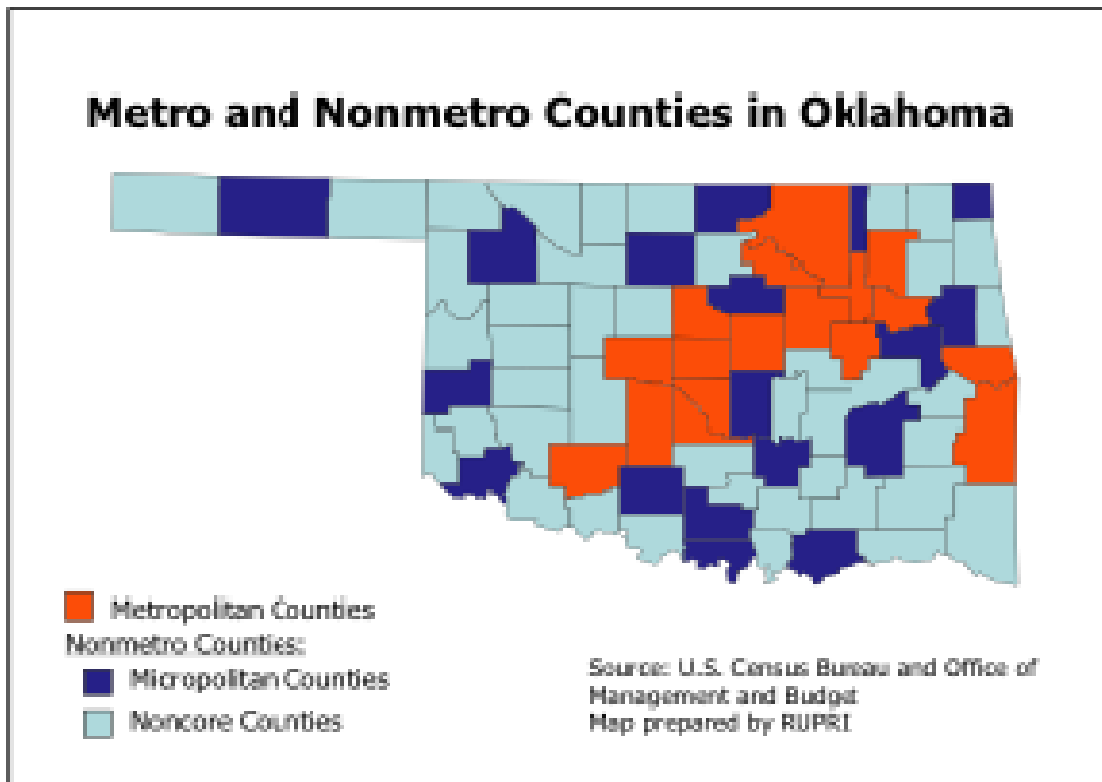 Metro and Nonmetro Counties in Oklahoma
Metropolitan Counties
Nonmetro Counties:
Micropolitan Counties
Noncore Counties
Source: U.S. Census Bureau and Office of
Management and Budget
Map prepared by RUPRI